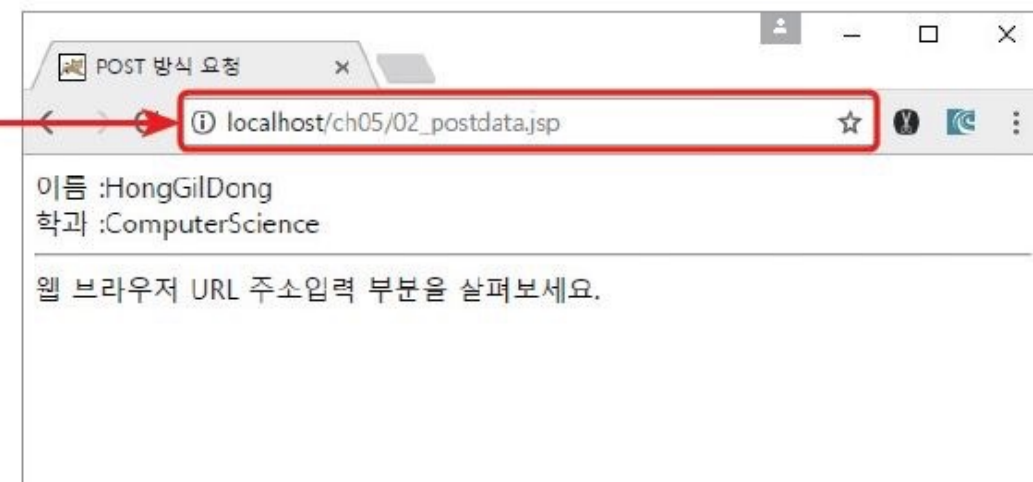 POST 방식 요청
localhost/ch05/02_postdata.jsp
이름 :HongGilDong
학과 :ComputerScience
웹 브라우저 URL 주소입력 부분을 살펴보세요.